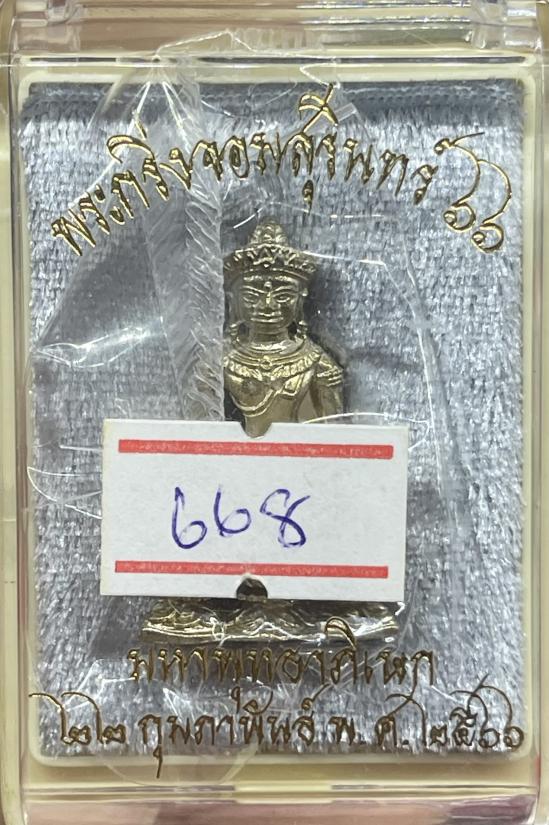 พระกริ่งจอมสุรินทร์ ๖๖
668
มหาพุทธาภิเษก
๒๒ กุมภาพันธ์ พ.ศ.๒๕๖๖